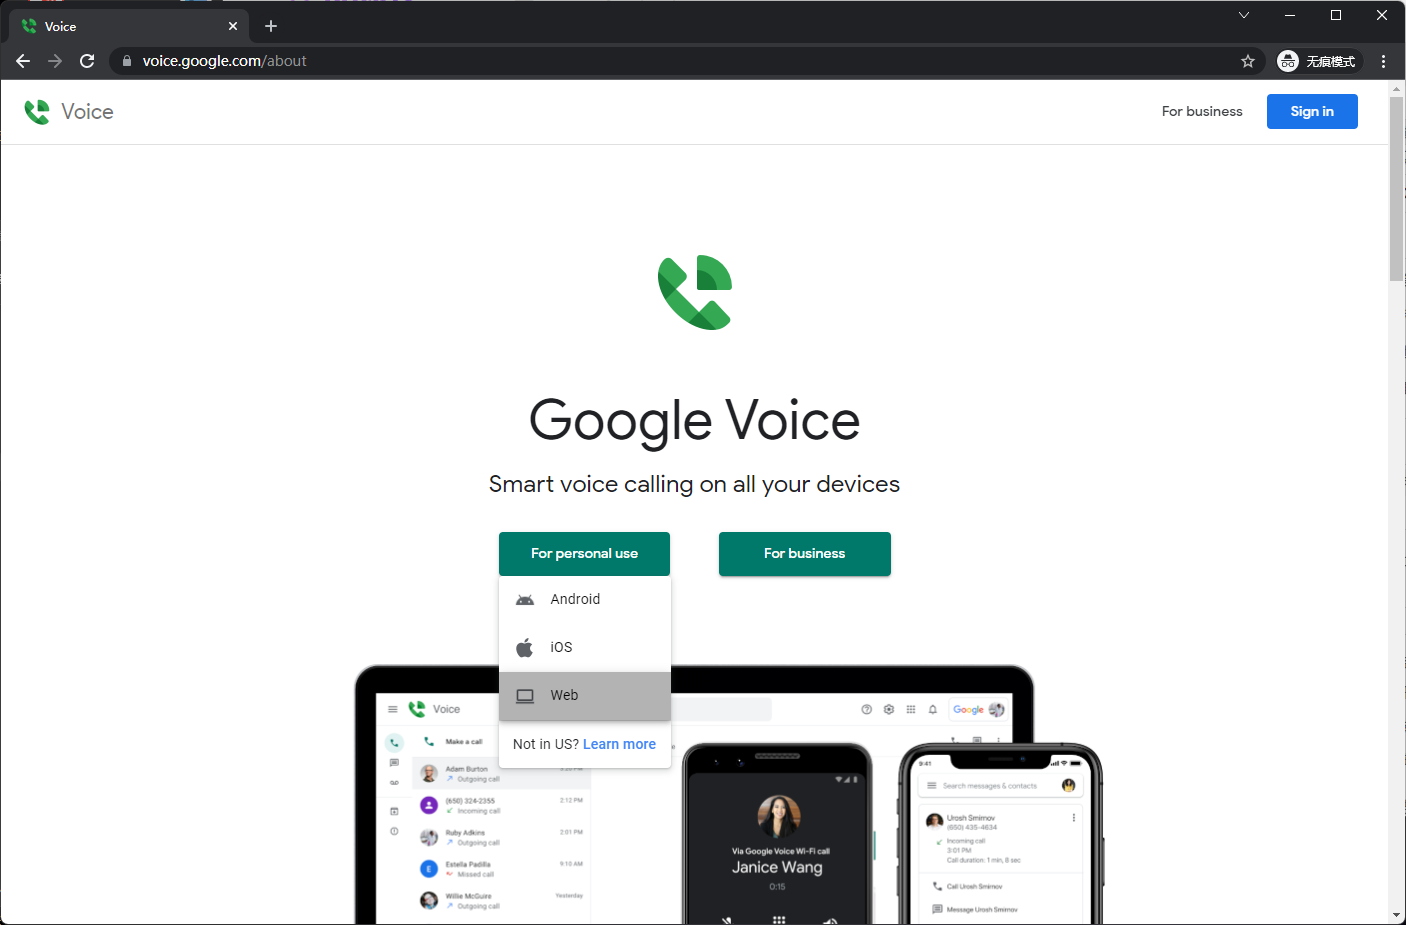 Voice
voice.google.com/about
无痕模式
Voice
For business
Sign in
Google Voice
Smart voice calling on all your devices
For personal use
For business
Android
iOS
Web
Not in US? Learn more
Voice
Google
Make a call
Adam Burton
Outgoing call
(650) 324-2355
Incoming call
2:12 PM
Ruby Adkins
Outgoing call
2:01 PM
Estella Padilla
Missed call
9:10 AM
Willie McGuire
Outgoing call
Yesterday
Via Google Voice Wi-Fi call
Janice Wang
0:15
9:41
Search messages & contacts
Urosh Smirnov
(650) 435-4634
Incoming call
3:01 PM
Call duration: 1 min, 8 sec
Call Urosh Smirnov
Message Urosh Smirnov